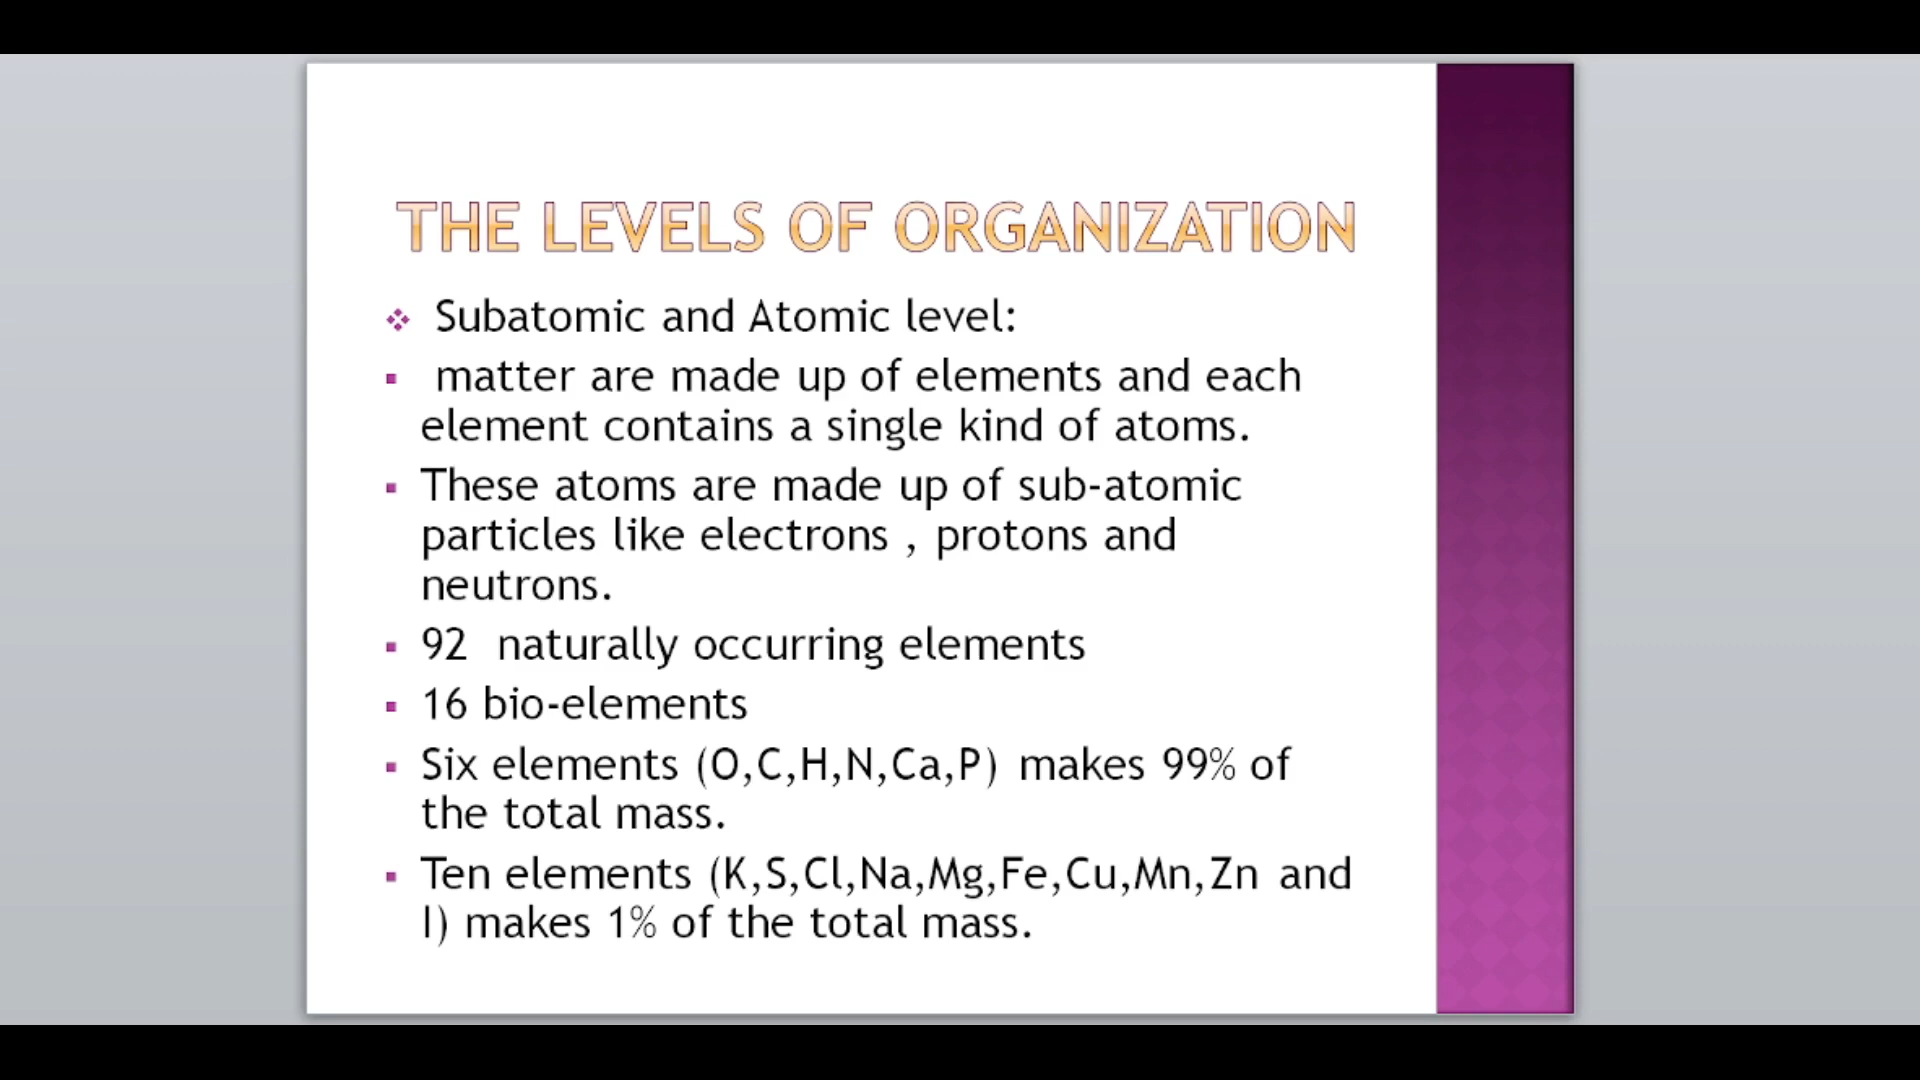 THE LEVELS OF ORGANIZATION
Subatomic and Atomic level:
matter are made up of elements and each
element contains a single kind of atoms.
These atoms are made up of sub-atomic
particles like electrons , protons and
neutrons.
92 naturally occurring elements
16 bio-elements
Six elements (O,C,H,N,Ca,P) makes 99% of
the total mass.
Ten elements (K,S,Cl,Na,Mg,Fe,Cu,Mn,Zn and
I) makes 1% of the total mass.